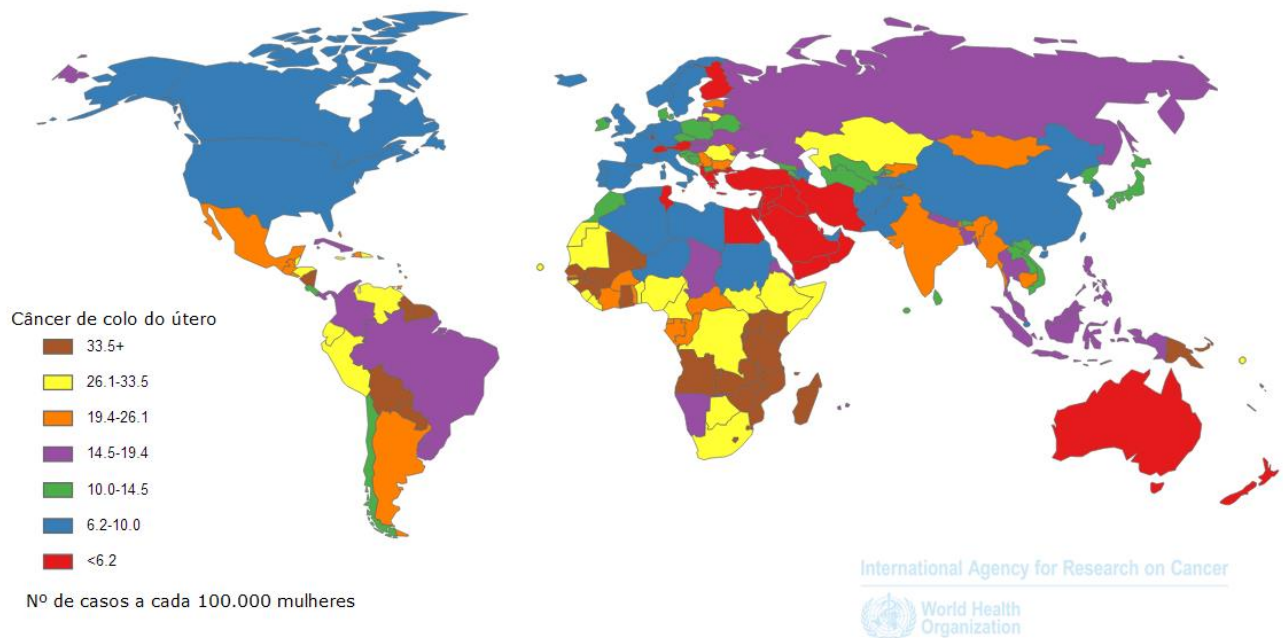 Câncer de colo do útero
33.5+
26.1-33.5
19.4-26.1
14.5-19.4
10.0-14.5
6.2-10.0
<6.2
Nº de casos a cada 100.000 mulheres
International Agency for Research on Cancer
World Health
Organization